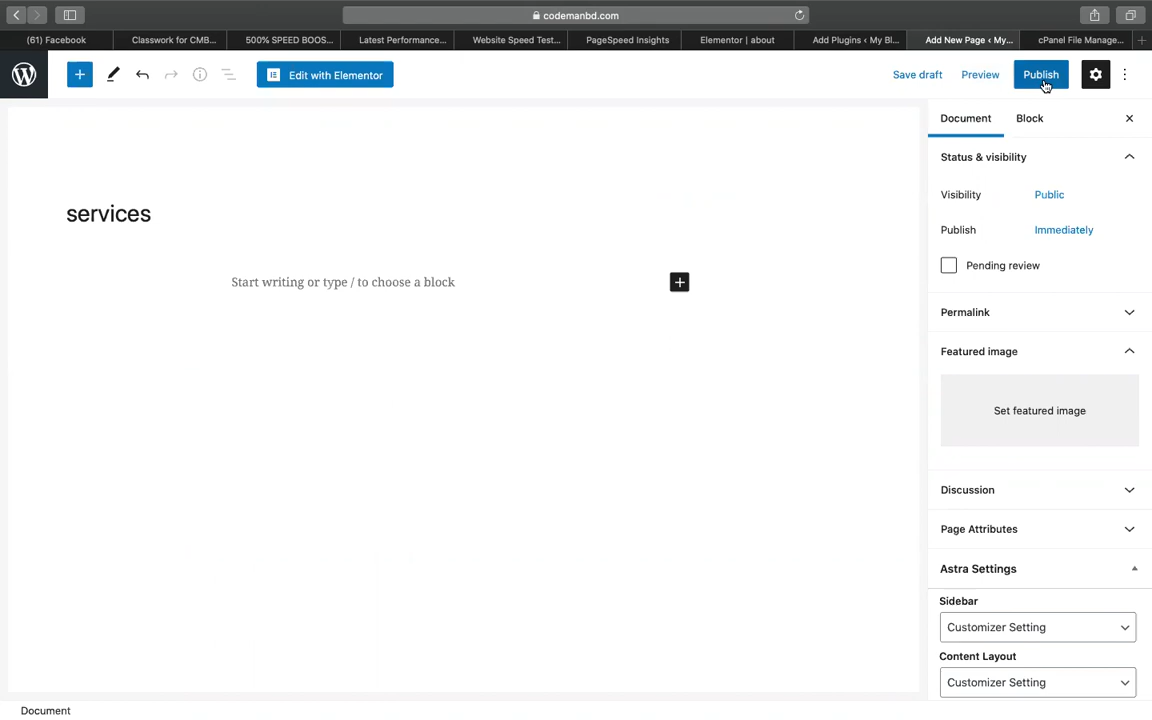 codemanbd.com
(61) Facebook
Classwork for CMB...
500% SPEED BOOS...
Latest Performance...
Website Speed Test...
PageSpeed Insights
Elementor | about
Add Plugins ‹ My Bl...
Add New Page ‹ My...
cPanel File Manage...
Edit with Elementor
Save draft
Preview
Publish
Document
Block
services
Start writing or type / to choose a block
Status & visibility
Visibility
Public
Publish
Immediately
Pending review
Permalink
Featured image
Set featured image
Discussion
Page Attributes
Astra Settings
Sidebar
Customizer Setting
Content Layout
Customizer Setting
Document